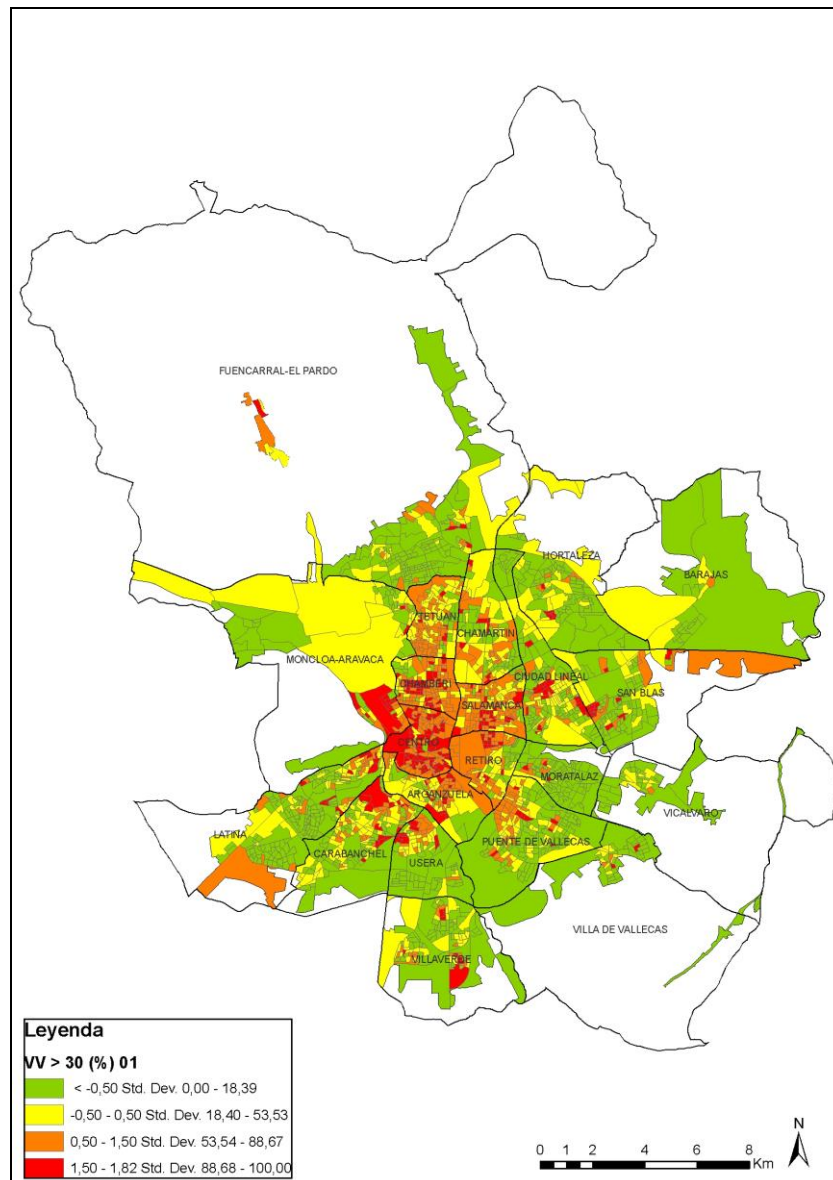 FUENCARRAL-EL PARDO
HORTALEZA
BARAJAS
TETUAN
CHAMARTIN
MONCLOA-ARAVACA
CHAMBERI
CIUDAD LINEAL
SAN BLAS
SALAMANCA
CENTRO
RETIRO
MORATALAZ
ARGANZUELA
VICALVARO
LATINA
PUENTE DE VALLECAS
CARABANCHEL
USERA
VILLA DE VALLECAS
VILLAVERDE
Leyenda
VV > 30 (%) 01
< -0,50 Std. Dev. 0,00 - 18,39
-0,50 - 0,50 Std. Dev. 18,40 - 53,53
0,50 - 1,50 Std. Dev. 53,54 - 88,67
1,50 - 1,82 Std. Dev. 88,68 - 100,00
N
0 1 2 4 6 8
Km